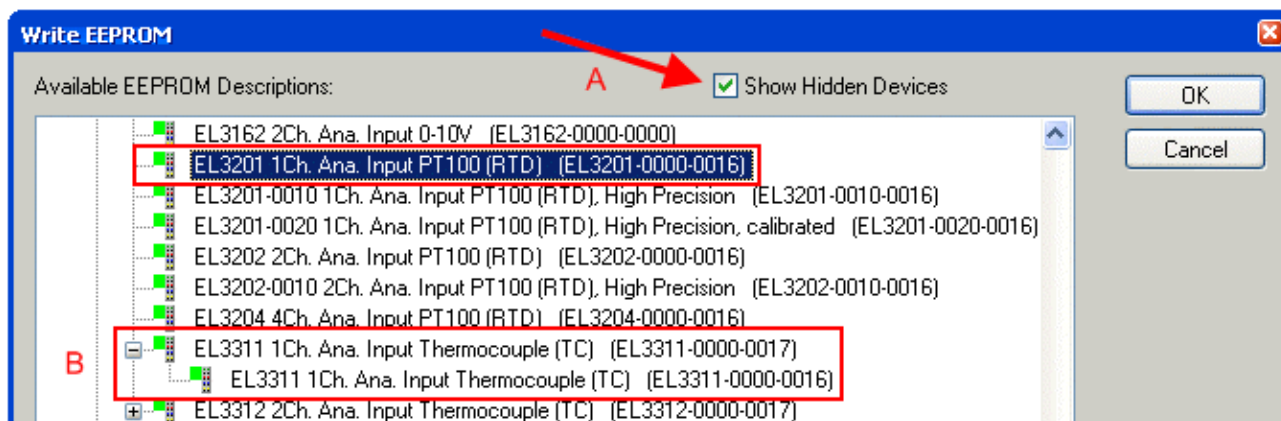 Write EEPROM
Available EEPROM Descriptions:
A
Show Hidden Devices
OK
Cancel
EL3162 2Ch. Ana. Input 0-10V (EL3162-0000-0000)
EL3201 1Ch. Ana. Input PT100 (RTD) (EL3201-0000-0016)
EL3201-0010 1Ch. Ana. Input PT100 (RTD), High Precision (EL3201-0010-0016)
EL3201-0020 1Ch. Ana. Input PT100 (RTD), High Precision, calibrated (EL3201-0020-0016)
EL3202 2Ch. Ana. Input PT100 (RTD) (EL3202-0000-0016)
EL3202-0010 2Ch. Ana. Input PT100 (RTD), High Precision (EL3202-0010-0016)
EL3204 4Ch. Ana. Input PT100 (RTD) (EL3204-0000-0016)
B
EL3311 1Ch. Ana. Input Thermocouple (TC) (EL3311-0000-0017)
EL3311 1Ch. Ana. Input Thermocouple (TC) (EL3311-0000-0016)
EL3312 2Ch. Ana. Input Thermocouple (TC) (EL3312-0000-0017)